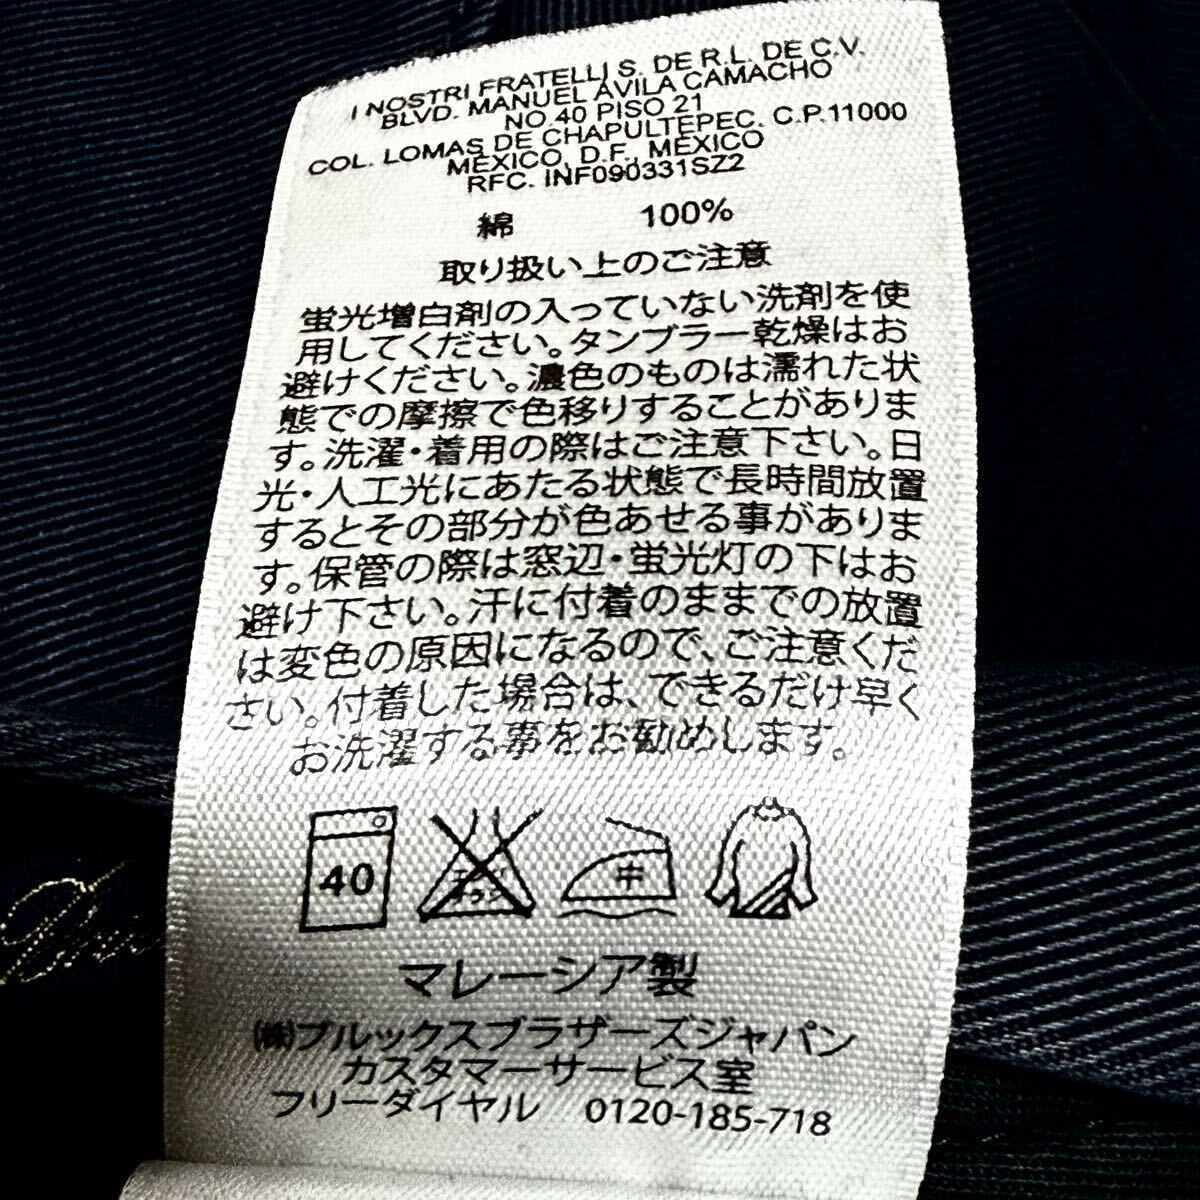 I NOSTRI FRATELLI S. DE R.L. DE C.V.
BLVD. MANUEL ÁVILA CAMACHO
NO.40 PISO 21
COL. LOMAS DE CHAPULTEPEC. C.P.11000
MÉXICO, D.F., MÉXICO
RFC. INF090331SZ2
綿 100%
取り扱い上のご注意
蛍光増白剤の入っていない洗剤を使
用してください。タンブラー乾燥はお
避けください。濃色のものは濡れた状
態での摩擦で色移りすることがありま
す。洗濯・着用の際はご注意下さい。日
光・人工光にあたる状態で長時間放置
するとその部分が色あせる事がありま
す。保管の際は窓辺・蛍光灯の下はお
避け下さい。汗に付着のままでの放置
は変色の原因になるので、ご注意くだ
さい。付着した場合は、できるだけ早く
お洗濯する事をお勧めします。
40
中
マレーシア製
(株)ブルックスブラザーズジャパン
カスタマーサービス室
フリーダイヤル 0120-185-718